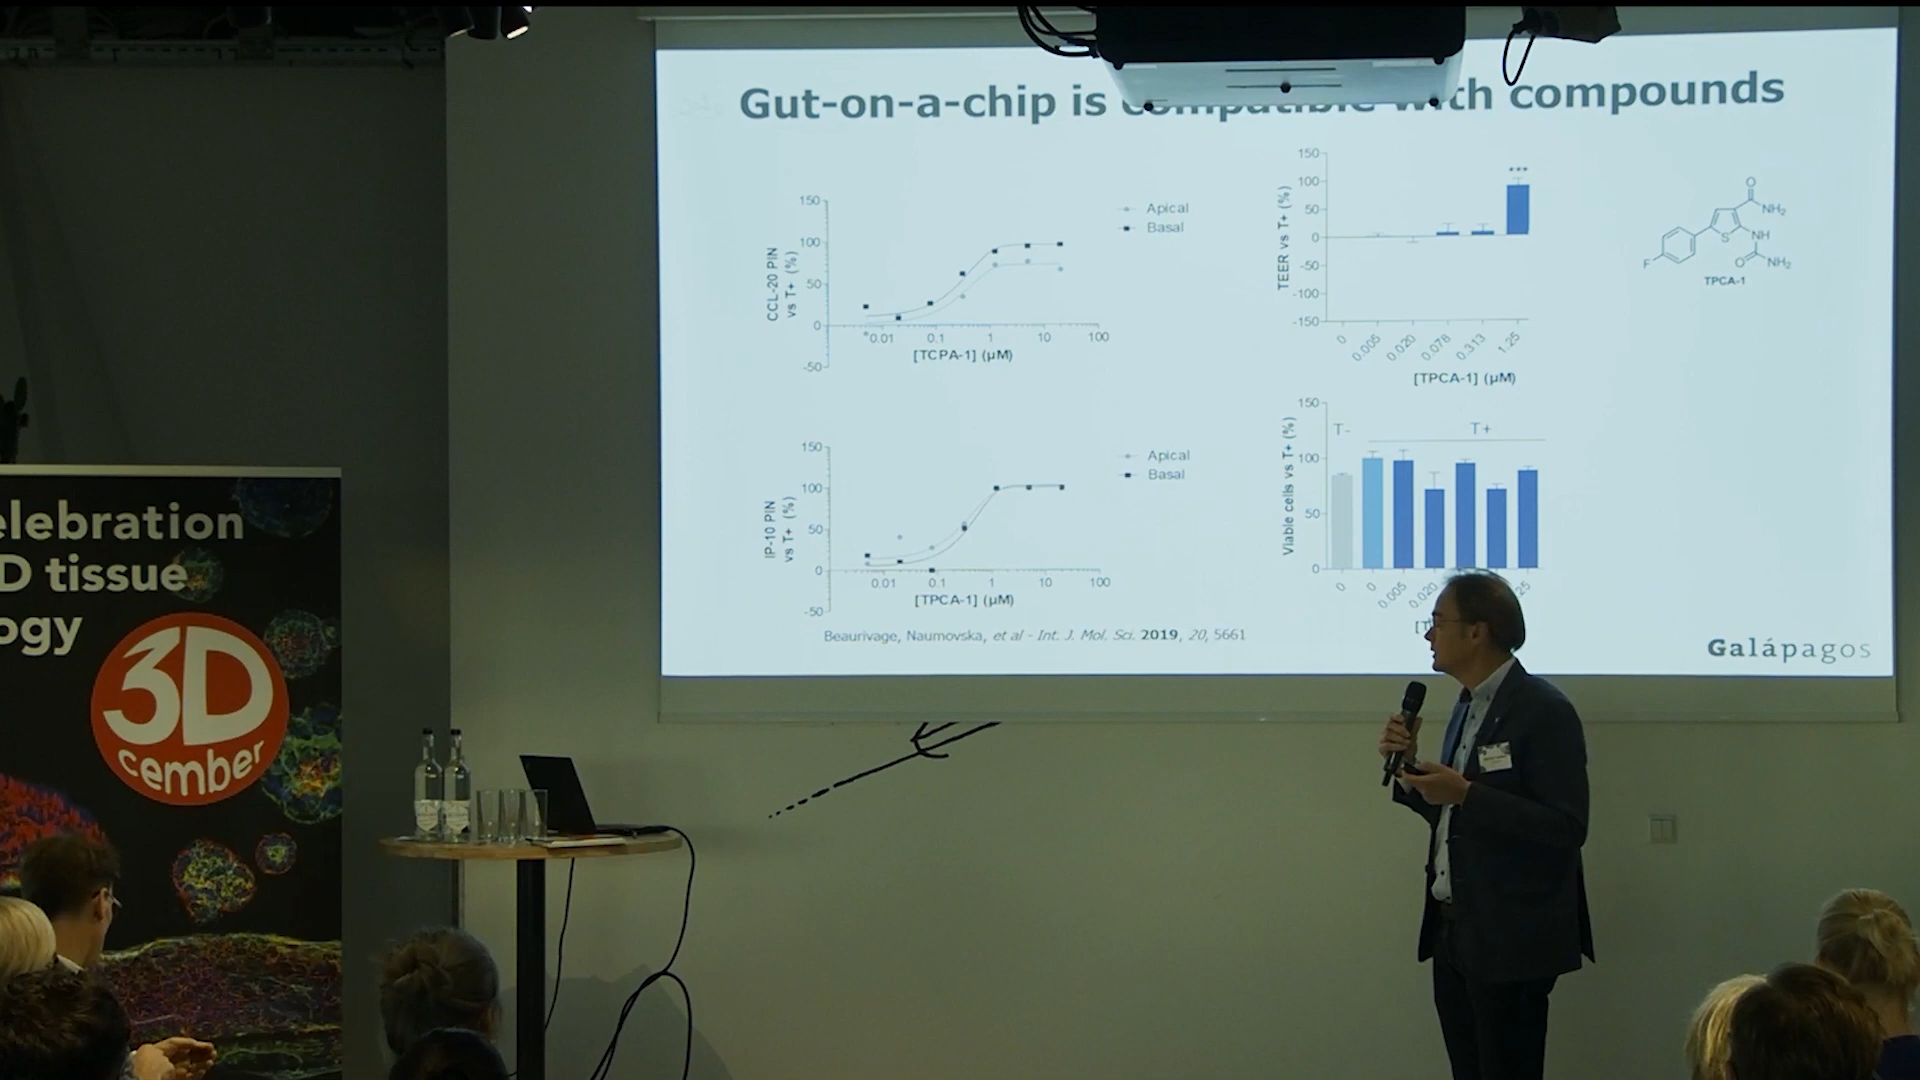 Gut-on-a-chip is compatible with compounds
150
100
50
0
-50
CCL-20 PIN
vs T+ (%)
0.01 0.1 1 10 100
[TCPA-1] (µM)
Apical
Basal
150
100
50
0
-50
-100
-150
TEER vs T+ (%)
***
0 0.005 0.020 0.078 0.313 1.25
[TPCA-1] (µM)
O
NH₂
S
NH
O
NH₂
F
TPCA-1
150
100
50
0
-50
IP-10 PIN
vs T+ (%)
0.01 0.1 1 10 100
[TPCA-1] (µM)
Apical
Basal
150
100
50
0
Viable cells vs T+ (%)
T- T+
0 0 0.005 0.020 25
[T
Beaurivage, Naumovska, et al - Int. J. Mol. Sci. 2019, 20, 5661
Galápagos
elebration
D tissue
ogy
3D
cember